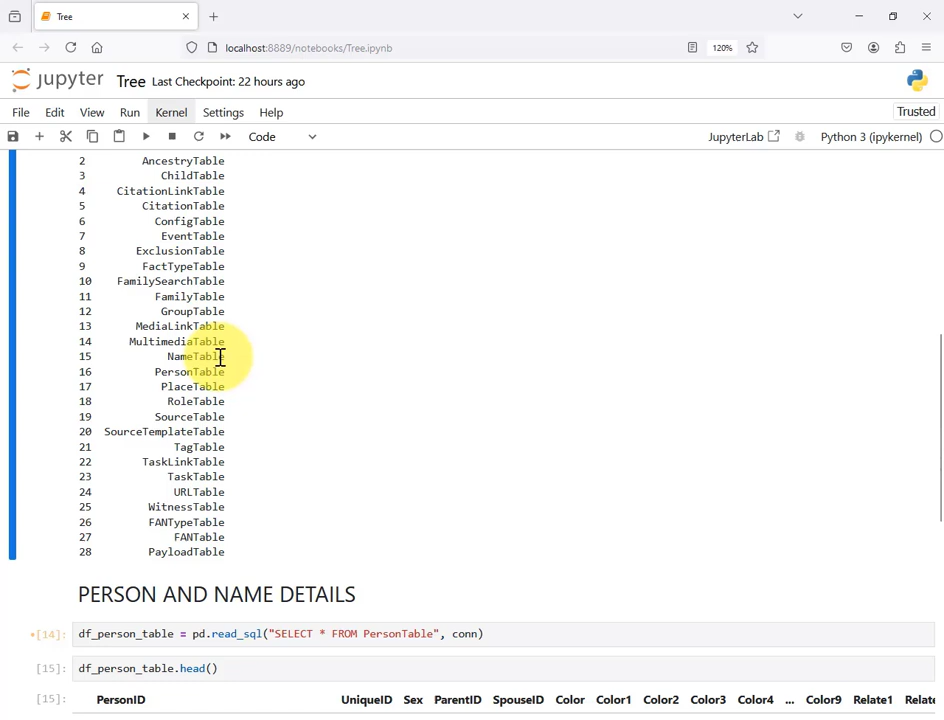 Tree
localhost:8889/notebooks/Tree.ipynb
120%
jupyter Tree Last Checkpoint: 22 hours ago
File Edit View Run Kernel Settings Help
Trusted
Code
JupyterLab
Python 3 (ipykernel)
2 AncestryTable
3 ChildTable
4 CitationLinkTable
5 CitationTable
6 ConfigTable
7 EventTable
8 ExclusionTable
9 FactTypeTable
10 FamilySearchTable
11 FamilyTable
12 GroupTable
13 MediaLinkTable
14 MultimediaTable
15 NameTable
16 PersonTable
17 PlaceTable
18 RoleTable
19 SourceTable
20 SourceTemplateTable
21 TagTable
22 TaskLinkTable
23 TaskTable
24 URLTable
25 WitnessTable
26 FANTypeTable
27 FANTable
28 PayloadTable
PERSON AND NAME DETAILS
•[14]: df_person_table = pd.read_sql("SELECT * FROM PersonTable", conn)
[15]: df_person_table.head()
[15]: PersonID UniqueID Sex ParentID SpouseID Color Color1 Color2 Color3 Color4 ... Color9 Relate1 Relate